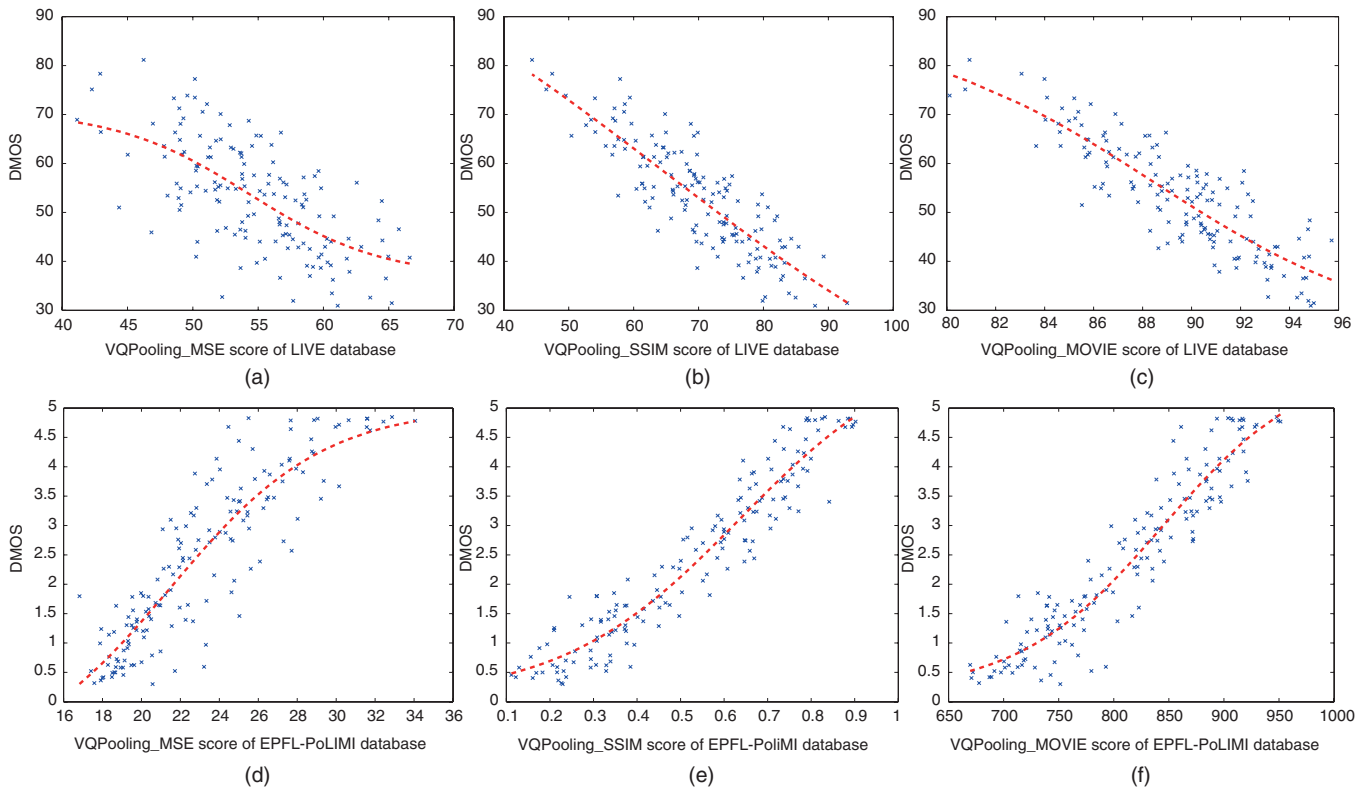 90
80
70
60
50
40
30
DMOS
40 45 50 55 60 65 70
VQPooling_MSE score of LIVE database
(a)
90
80
70
60
50
40
30
DMOS
40 50 60 70 80 90 100
VQPooling_SSIM score of LIVE database
(b)
90
80
70
60
50
40
30
DMOS
80 82 84 86 88 90 92 94 96
VQPooling_MOVIE score of LIVE database
(c)
5
4.5
4
3.5
3
2.5
2
1.5
1
0.5
0
DMOS
16 18 20 22 24 26 28 30 32 34 36
VQPooling_MSE score of EPFL-PoLIMI database
(d)
5
4.5
4
3.5
3
2.5
2
1.5
1
0.5
0
DMOS
0.1 0.2 0.3 0.4 0.5 0.6 0.7 0.8 0.9 1
VQPooling_SSIM score of EPFL-PoliMI database
(e)
5
4.5
4
3.5
3
2.5
2
1.5
1
0.5
0
DMOS
650 700 750 800 850 900 950 1000
VQPooling_MOVIE score of EPFL-PoLIMI database
(f)